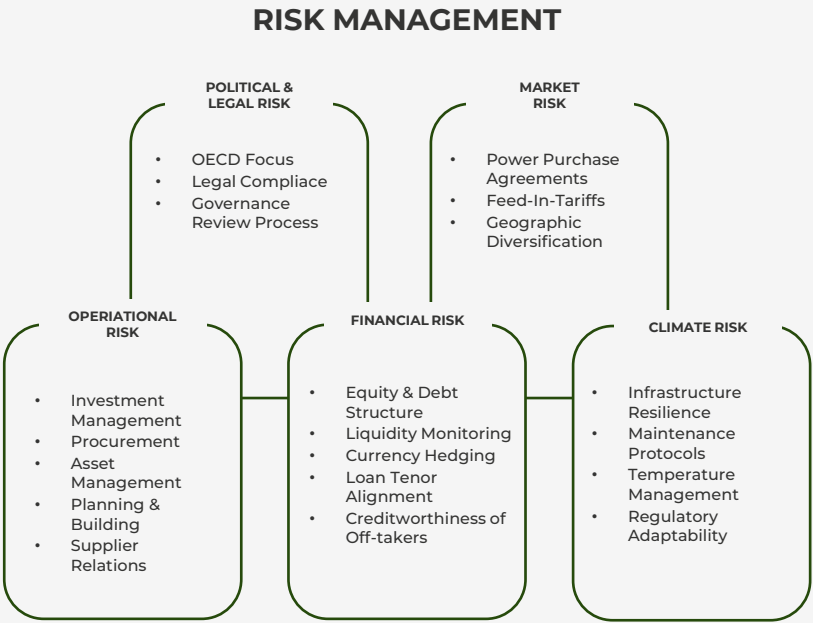 RISK MANAGEMENT
POLITICAL &
LEGAL RISK
• OECD Focus
• Legal Compliace
• Governance
Review Process
MARKET
RISK
• Power Purchase
Agreements
• Feed-In-Tariffs
• Geographic
Diversification
OPERIATIONAL
RISK
• Investment
Management
• Procurement
• Asset
Management
• Planning &
Building
• Supplier
Relations
FINANCIAL RISK
• Equity & Debt
Structure
• Liquidity Monitoring
• Currency Hedging
• Loan Tenor
Alignment
• Creditworthiness of
Off-takers
CLIMATE RISK
• Infrastructure
Resilience
• Maintenance
Protocols
• Temperature
Management
• Regulatory
Adaptability